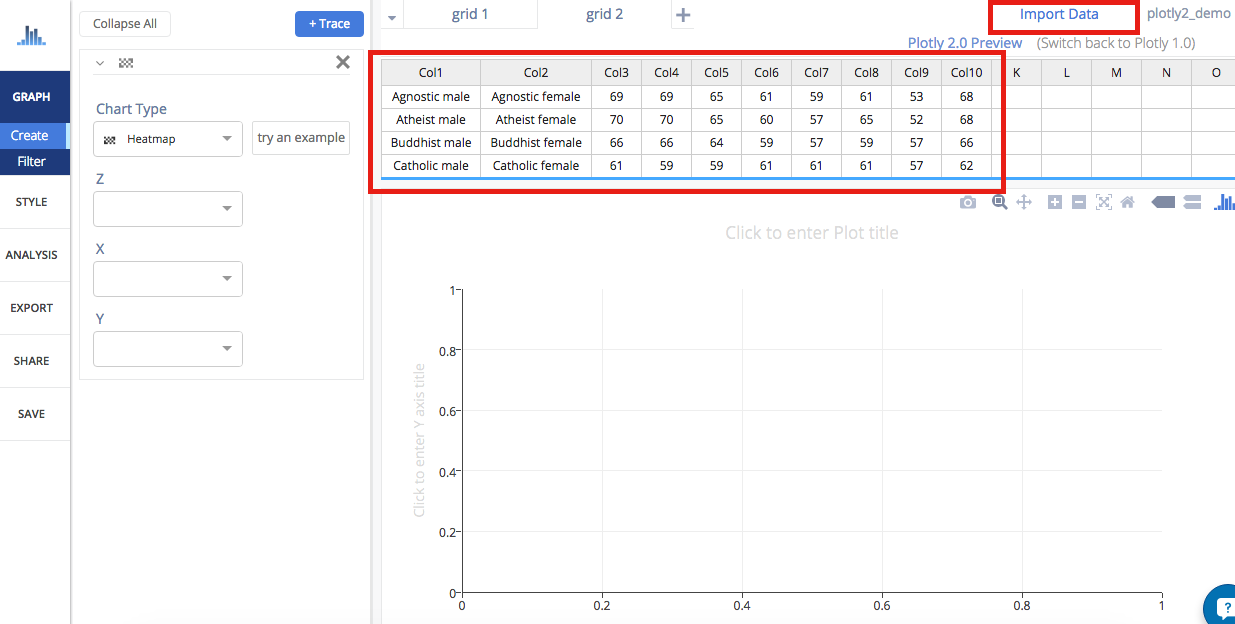 Collapse All
+ Trace
grid 1
grid 2
Import Data
plotly2_demo
Plotly 2.0 Preview (Switch back to Plotly 1.0)
GRAPH
Create
Filter
STYLE
ANALYSIS
EXPORT
SHARE
SAVE
Chart Type
Heatmap
try an example
Z
X
Y
Col1 Col2 Col3 Col4 Col5 Col6 Col7 Col8 Col9 Col10 K L M N O
Agnostic male Agnostic female 69 69 65 61 59 61 53 68
Atheist male Atheist female 70 70 65 60 57 65 52 68
Buddhist male Buddhist female 66 66 64 59 57 59 57 66
Catholic male Catholic female 61 59 59 61 61 61 57 62
Click to enter Plot title
Click to enter Y axis title
1
0.8
0.6
0.4
0.2
0
0 0.2 0.4 0.6 0.8 1
?